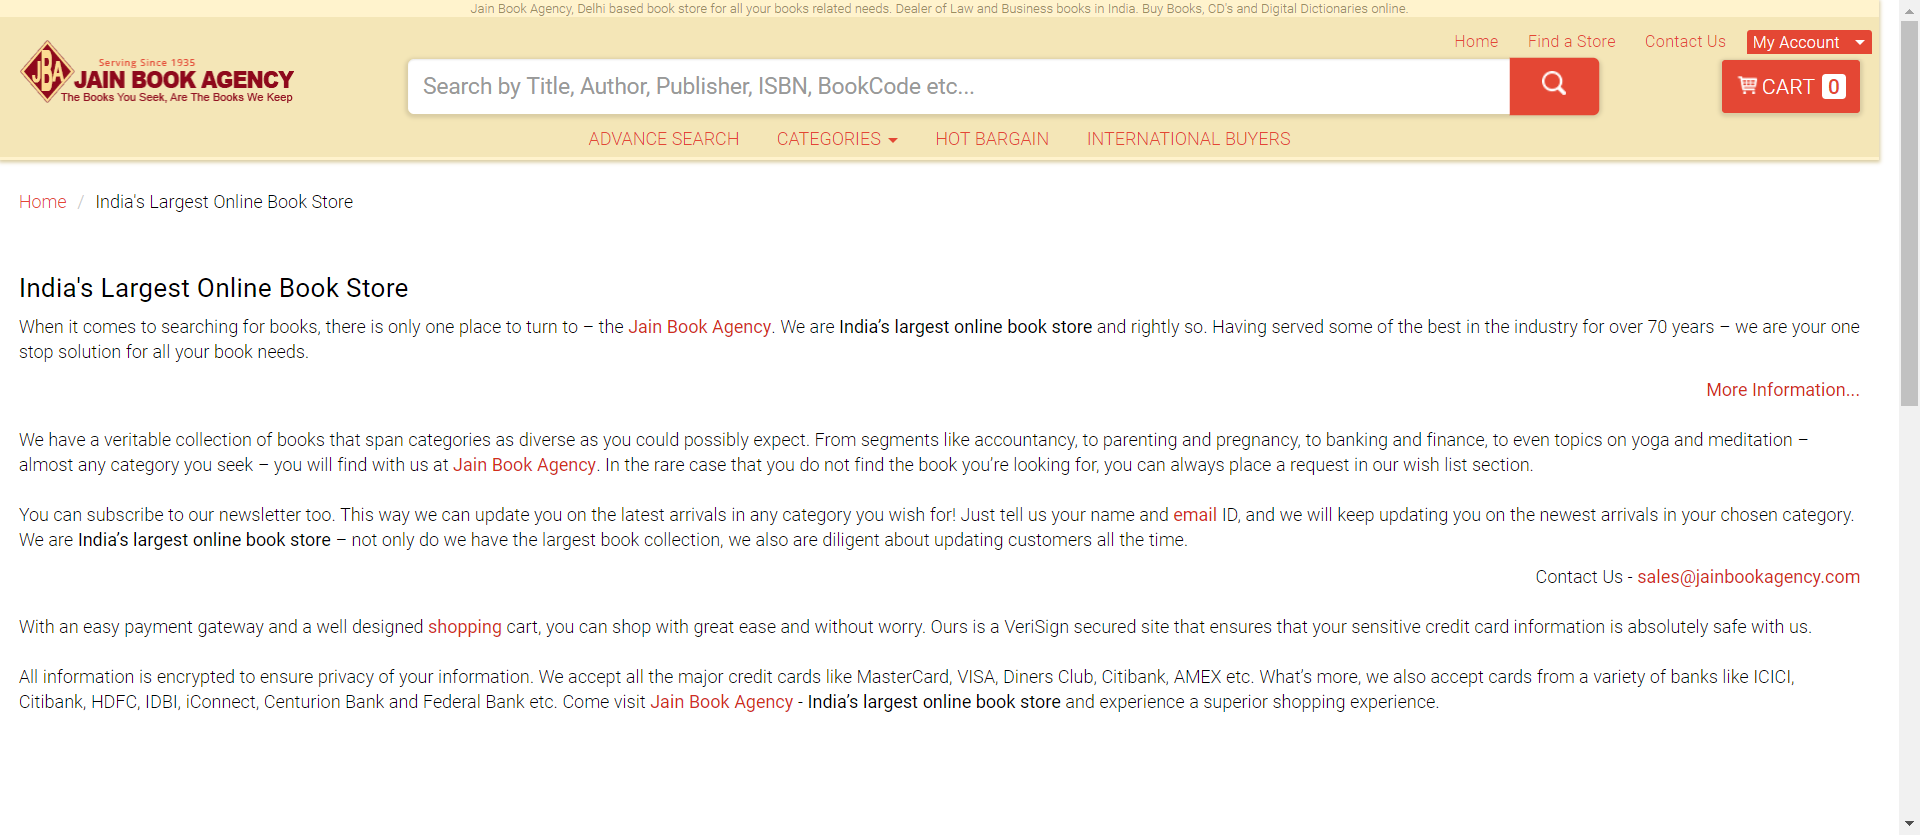 Jain Book Agency, Delhi based book store for all your books related needs. Dealer of Law and Business books in India. Buy Books, CD's and Digital Dictionaries online.
Home Find a Store Contact Us My Account
JBA Serving Since 1935
JAIN BOOK AGENCY
The Books You Seek, Are The Books We Keep
Search by Title, Author, Publisher, ISBN, BookCode etc...
CART 0
ADVANCE SEARCH CATEGORIES HOT BARGAIN INTERNATIONAL BUYERS
Home / India's Largest Online Book Store
India's Largest Online Book Store
When it comes to searching for books, there is only one place to turn to – the Jain Book Agency. We are India’s largest online book store and rightly so. Having served some of the best in the industry for over 70 years – we are your one
stop solution for all your book needs.
More Information...
We have a veritable collection of books that span categories as diverse as you could possibly expect. From segments like accountancy, to parenting and pregnancy, to banking and finance, to even topics on yoga and meditation –
almost any category you seek – you will find with us at Jain Book Agency. In the rare case that you do not find the book you’re looking for, you can always place a request in our wish list section.
You can subscribe to our newsletter too. This way we can update you on the latest arrivals in any category you wish for! Just tell us your name and email ID, and we will keep updating you on the newest arrivals in your chosen category.
We are India’s largest online book store – not only do we have the largest book collection, we also are diligent about updating customers all the time.
Contact Us - sales@jainbookagency.com
With an easy payment gateway and a well designed shopping cart, you can shop with great ease and without worry. Ours is a VeriSign secured site that ensures that your sensitive credit card information is absolutely safe with us.
All information is encrypted to ensure privacy of your information. We accept all the major credit cards like MasterCard, VISA, Diners Club, Citibank, AMEX etc. What’s more, we also accept cards from a variety of banks like ICICI,
Citibank, HDFC, IDBI, iConnect, Centurion Bank and Federal Bank etc. Come visit Jain Book Agency - India’s largest online book store and experience a superior shopping experience.